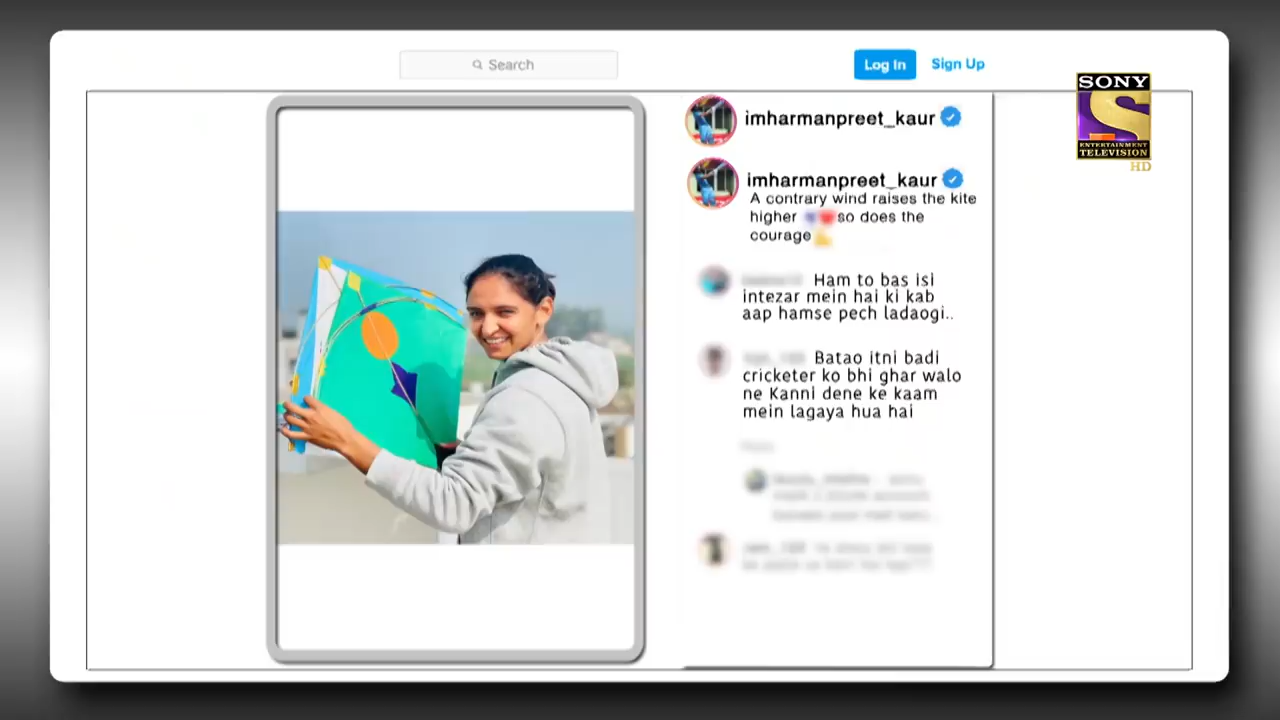 Search
Log In
Sign Up
SONY
ENTERTAINMENT
TELEVISION
HD
imharmanpreet_kaur
imharmanpreet_kaur
A contrary wind raises the kite
higher so does the
courage
Ham to bas isi
intezar mein hai ki kab
aap hamse pech ladaogi..
Batao itni badi
cricketer ko bhi ghar walo
ne Kanni dene ke kaam
mein lagaya hua hai